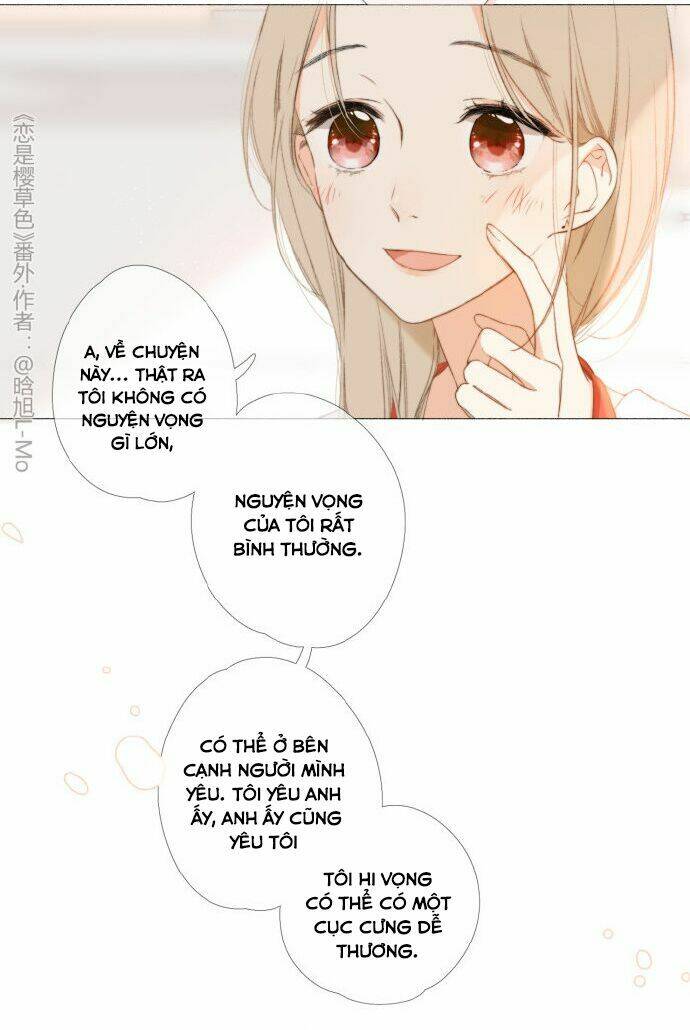 《恋是樱草色》番外作者：@晗旭L-Mo
A, VỀ CHUYỆN
NÀY... THẬT RA
TÔI KHÔNG CÓ
NGUYỆN VỌNG
GÌ LỚN,
NGUYỆN VỌNG
CỦA TÔI RẤT
BÌNH THƯỜNG.
CÓ THỂ Ở BÊN
CẠNH NGƯỜI MÌNH
YÊU. TÔI YÊU ANH
ẤY, ANH ẤY CŨNG
YÊU TÔI
TÔI HI VỌNG
CÓ THỂ CÓ MỘT
CỤC CƯNG DỄ
THƯƠNG.